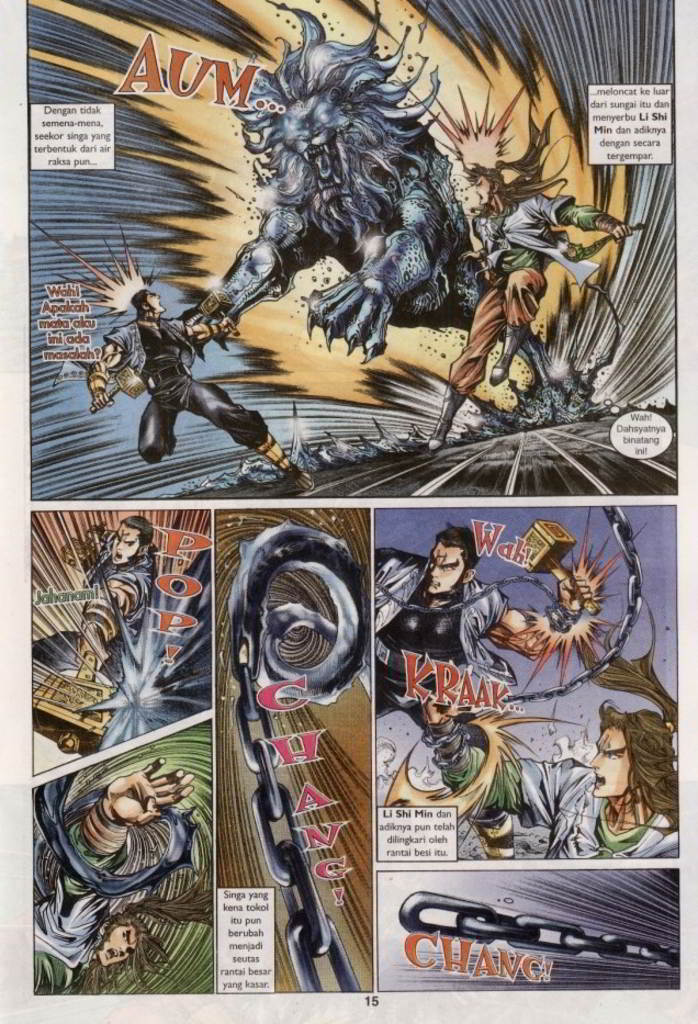 AUM...
Dengan tidak
semena-mena,
seekor singa yang
terbentuk dari air
raksa pun...
...meloncat ke luar
dari sungai itu dan
menyerbu Li Shi
Min dan adiknya
dengan secara
tergempar.
Wah!
Apakah
mata aku
ini ada
masalah?
Wah!
Dahsyatnya
binatang
ini!
POP!
Jahanam!
CHANG!
Singa yang
kena tokol
itu pun
berubah
menjadi
seutas
rantai besar
yang kasar.
Wah!
KRAAK...
Li Shi Min dan
adiknya pun telah
dilingkari oleh
rantai besi itu.
CHANG!
15